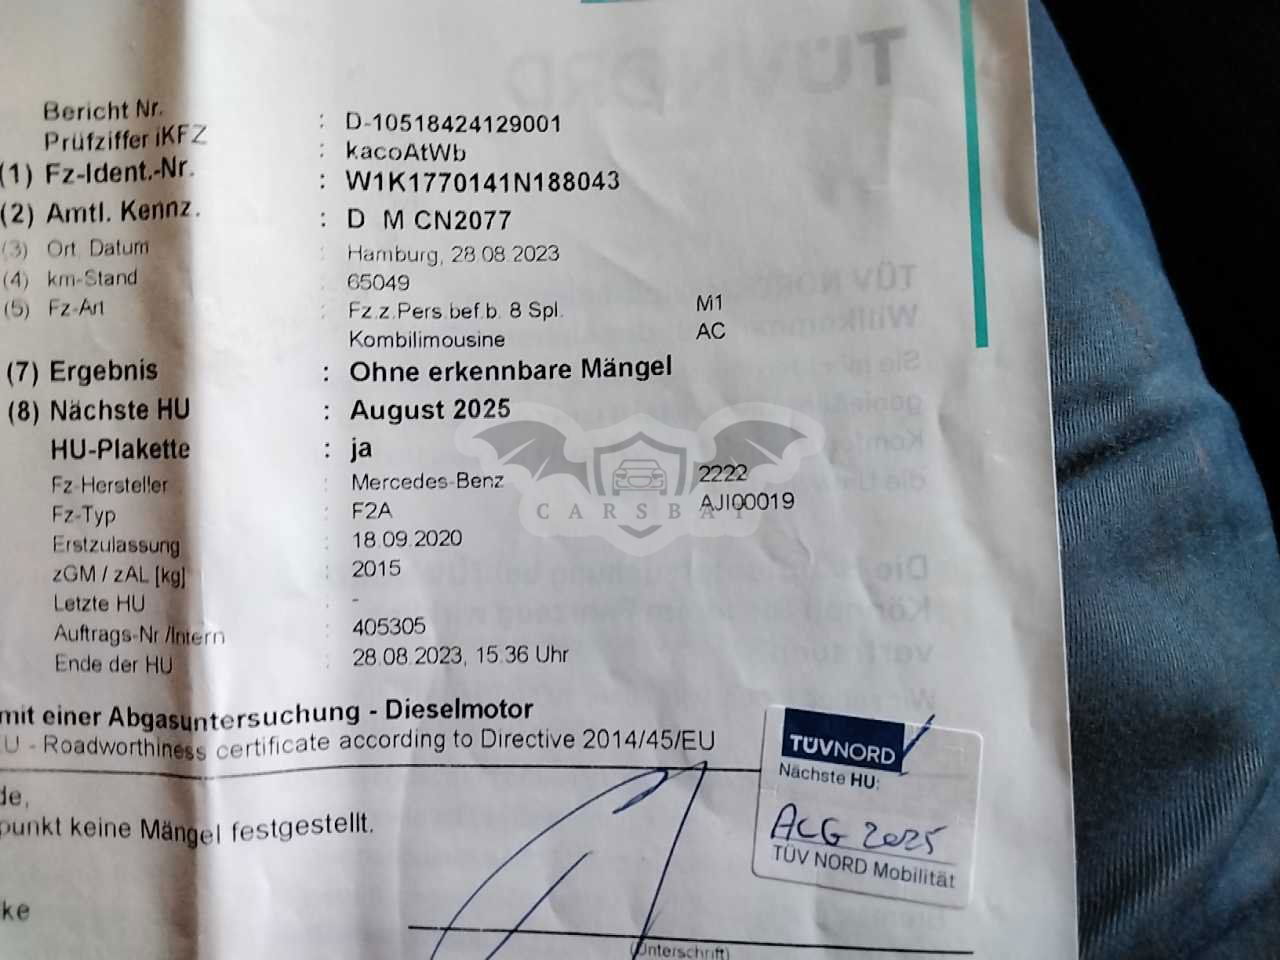 TÜVNORD
Bericht Nr. : D-10518424129001
Prüfziffer iKFZ : kacoAtWb
(1) Fz-Ident.-Nr. : W1K1770141N188043
(2) Amtl. Kennz. : D M CN2077
(3) Ort, Datum : Hamburg, 28.08.2023
(4) km-Stand : 65049
(5) Fz-Art : Fz.z.Pers.bef.b. 8 Spl. M1
Kombilimousine AC
(7) Ergebnis : Ohne erkennbare Mängel
(8) Nächste HU : August 2025
HU-Plakette : ja
Fz-Hersteller : Mercedes-Benz 2222
Fz-Typ : F2A AJI00019
Erstzulassung : 18.09.2020
zGM / zAL [kg] : 2015
Letzte HU : -
Auftrags-Nr./Intern : 405305
Ende der HU : 28.08.2023, 15:36 Uhr
CARSBAT
mit einer Abgasuntersuchung - Dieselmotor
EU - Roadworthiness certificate according to Directive 2014/45/EU
de,
punkt keine Mängel festgestellt.
ke
(Unterschrift)
TÜVNORD
Nächste HU:
AUG 2025
TÜV NORD Mobilität